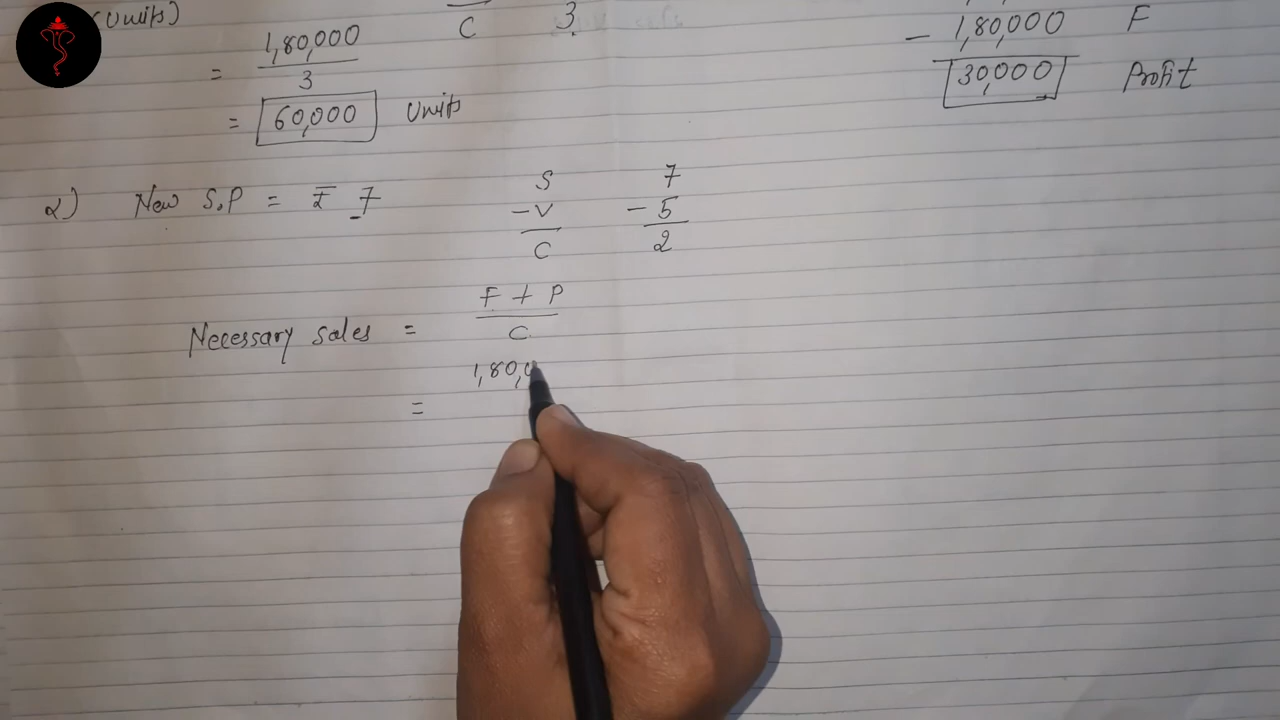 (Units)
C 3.
= 1,80,000
3
= 60,000 Units
- 1,80,000 F
30,000 Profit
2) New S.P = ₹ 7
S 7
- V - 5
C 2
Necessary sales = F + P
C
= 1,80,0